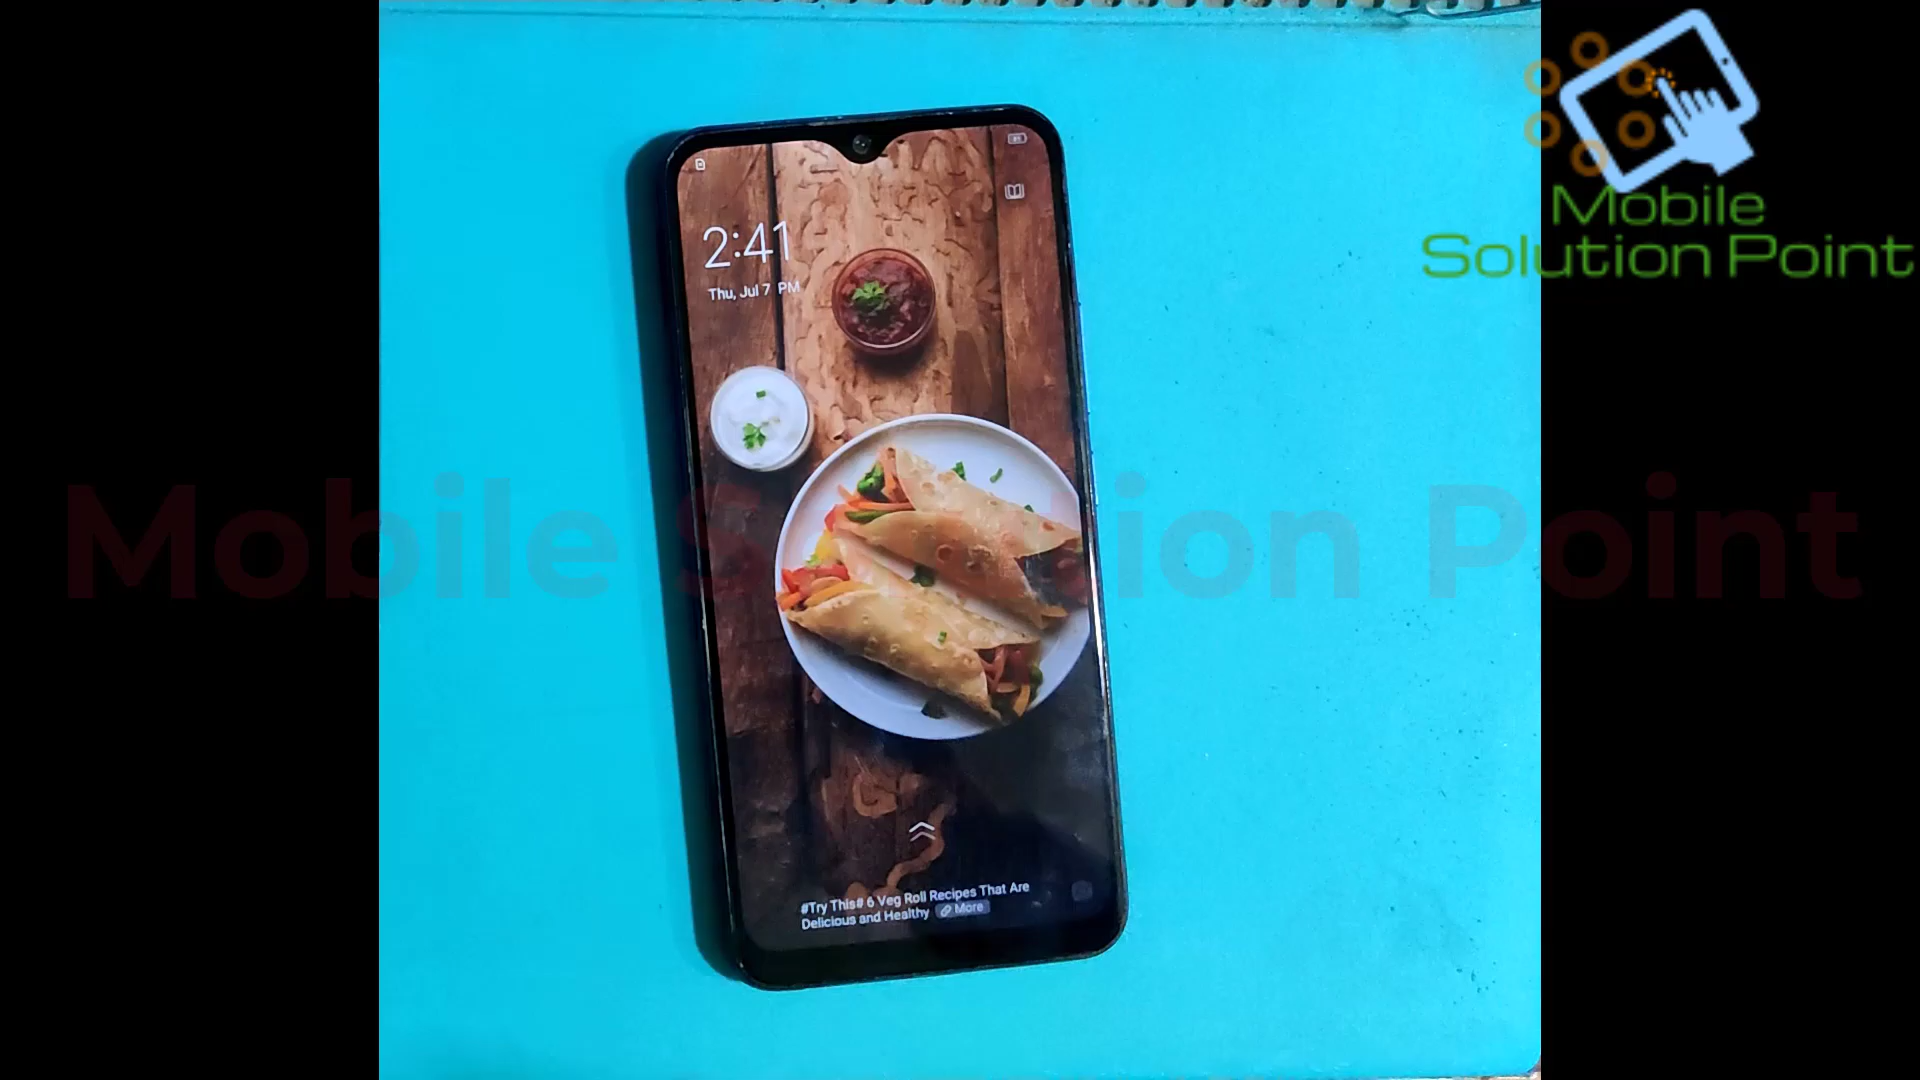 Mobile
Solution Point
2:41
Thu, Jul 7 PM
Mobile Solution Point
#Try This# 6 Veg Roll Recipes That Are
Delicious and Healthy More